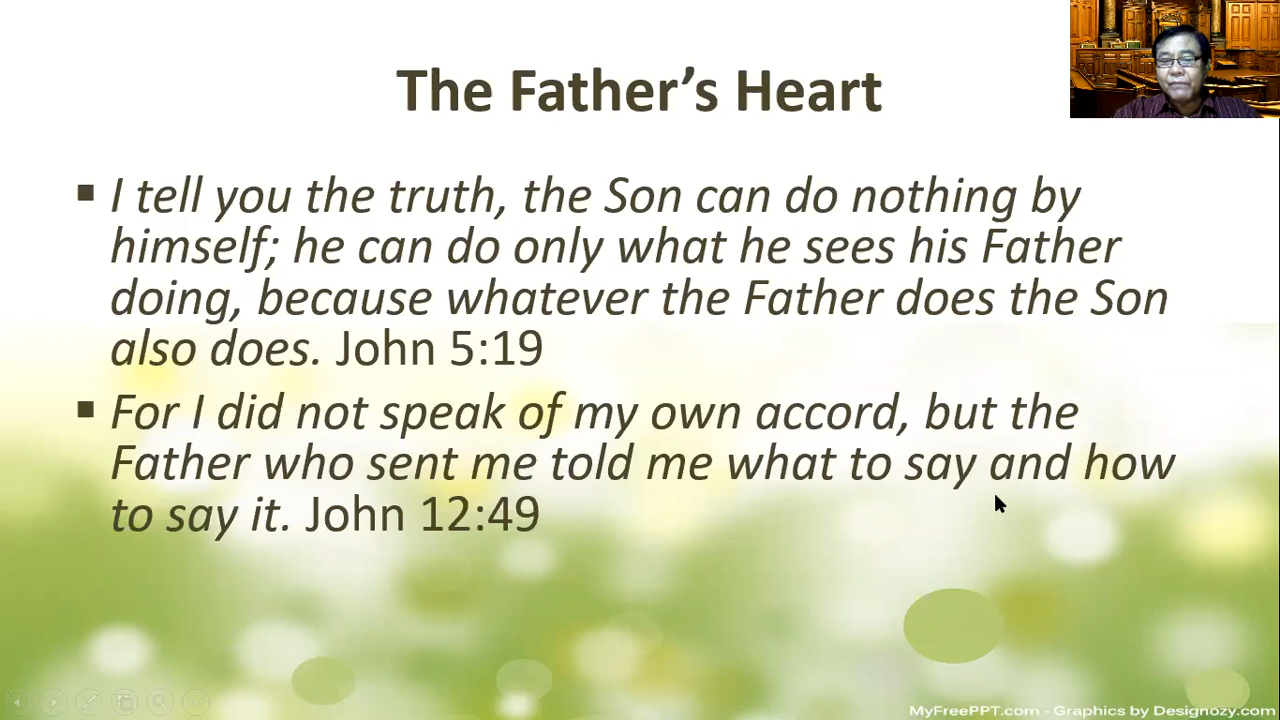 The Father’s Heart
▪ I tell you the truth, the Son can do nothing by
himself; he can do only what he sees his Father
doing, because whatever the Father does the Son
also does. John 5:19
▪ For I did not speak of my own accord, but the
Father who sent me told me what to say and how
to say it. John 12:49
MyFreePPT.com - Graphics by Designozy.com